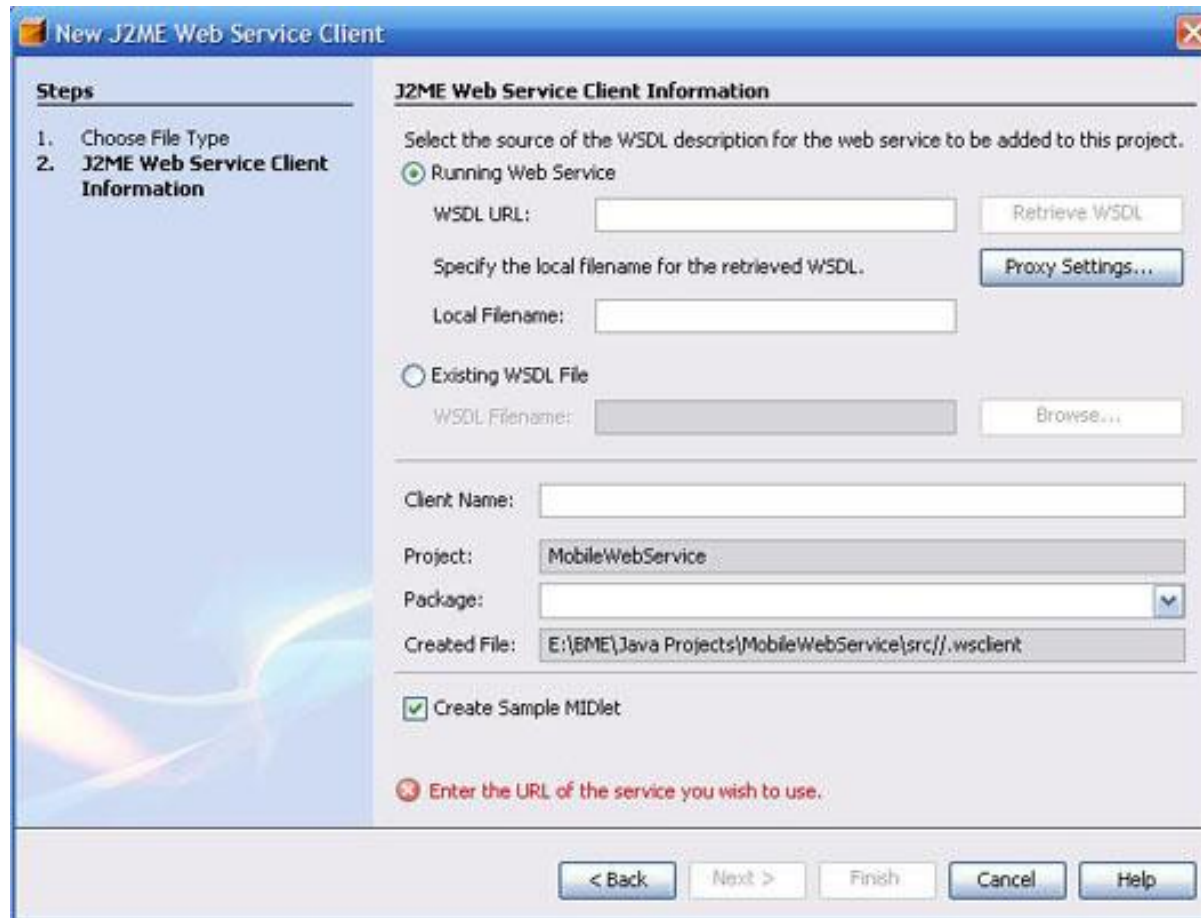 New J2ME Web Service Client
Steps
1. Choose File Type
2. J2ME Web Service Client
Information
J2ME Web Service Client Information
Select the source of the WSDL description for the web service to be added to this project.
Running Web Service
WSDL URL:
Retrieve WSDL
Specify the local filename for the retrieved WSDL.
Proxy Settings...
Local Filename:
Existing WSDL File
WSDL Filename:
Browse...
Client Name:
Project: MobileWebService
Package:
Created File: E:\BME\Java Projects\MobileWebService\src//.wsclient
Create Sample MIDlet
Enter the URL of the service you wish to use.
< Back Next > Finish Cancel Help